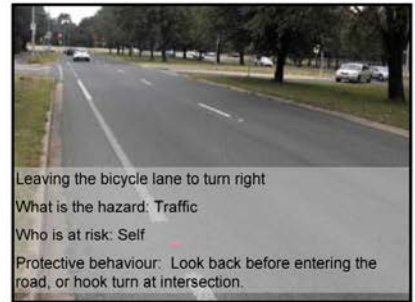 Leaving the bicycle lane to turn right
What is the hazard: Traffic
Who is at risk: Self
Protective behaviour:  Look back before entering the
road, or hook turn at intersection.